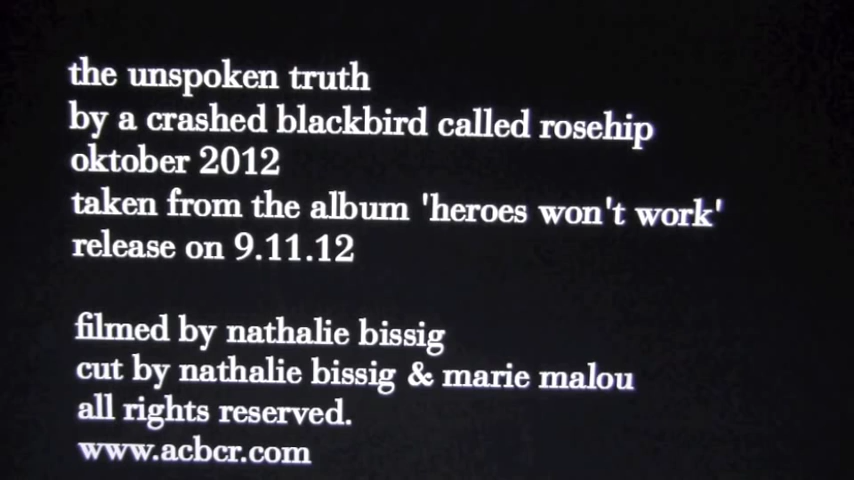 the unspoken truth
by a crashed blackbird called rosehip
oktober 2012
taken from the album 'heroes won't work'
release on 9.11.12
filmed by nathalie bissig
cut by nathalie bissig & marie malou
all rights reserved.
www.acbcr.com